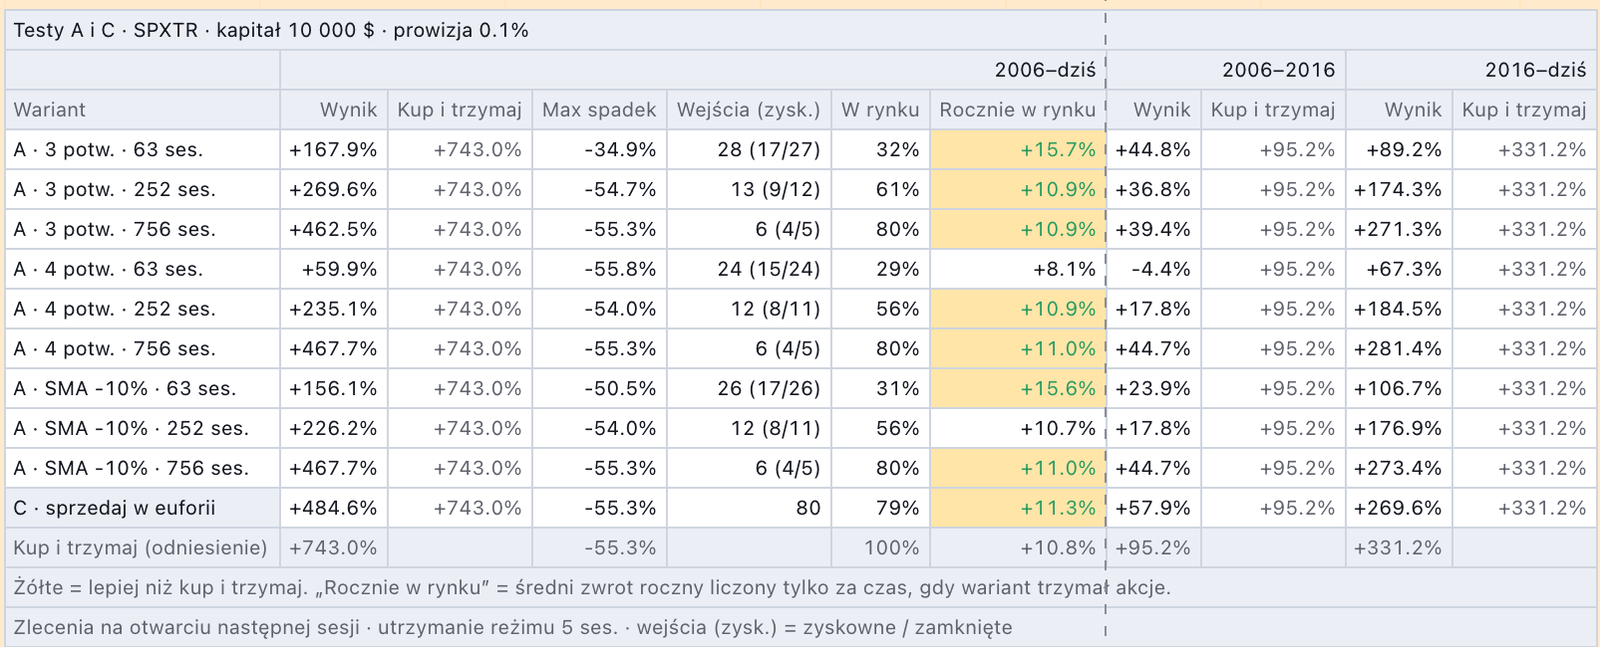 Testy A i C · SPXTR · kapitał 10 000 $ · prowizja 0.1%
2006–dziś 2006–2016 2016–dziś
Wariant Wynik Kup i trzymaj Max spadek Wejścia (zysk.) W rynku Rocznie w rynku Wynik Kup i trzymaj Wynik Kup i trzymaj
A · 3 potw. · 63 ses. +167.9% +743.0% -34.9% 28 (17/27) 32% +15.7% +44.8% +95.2% +89.2% +331.2%
A · 3 potw. · 252 ses. +269.6% +743.0% -54.7% 13 (9/12) 61% +10.9% +36.8% +95.2% +174.3% +331.2%
A · 3 potw. · 756 ses. +462.5% +743.0% -55.3% 6 (4/5) 80% +10.9% +39.4% +95.2% +271.3% +331.2%
A · 4 potw. · 63 ses. +59.9% +743.0% -55.8% 24 (15/24) 29% +8.1% -4.4% +95.2% +67.3% +331.2%
A · 4 potw. · 252 ses. +235.1% +743.0% -54.0% 12 (8/11) 56% +10.9% +17.8% +95.2% +184.5% +331.2%
A · 4 potw. · 756 ses. +467.7% +743.0% -55.3% 6 (4/5) 80% +11.0% +44.7% +95.2% +281.4% +331.2%
A · SMA -10% · 63 ses. +156.1% +743.0% -50.5% 26 (17/26) 31% +15.6% +23.9% +95.2% +106.7% +331.2%
A · SMA -10% · 252 ses. +226.2% +743.0% -54.0% 12 (8/11) 56% +10.7% +17.8% +95.2% +176.9% +331.2%
A · SMA -10% · 756 ses. +467.7% +743.0% -55.3% 6 (4/5) 80% +11.0% +44.7% +95.2% +273.4% +331.2%
C · sprzedaj w euforii +484.6% +743.0% -55.3% 80 79% +11.3% +57.9% +95.2% +269.6% +331.2%
Kup i trzymaj (odniesienie) +743.0% -55.3% 100% +10.8% +95.2% +331.2%
Żółte = lepiej niż kup i trzymaj. „Rocznie w rynku” = średni zwrot roczny liczony tylko za czas, gdy wariant trzymał akcje.
Zlecenia na otwarciu następnej sesji · utrzymanie reżimu 5 ses. · wejścia (zysk.) = zyskowne / zamknięte